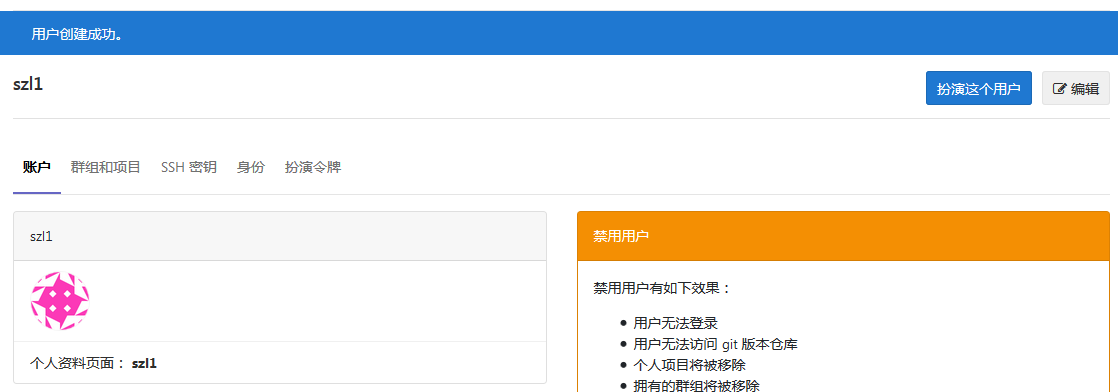 用户创建成功。
szl1
扮演这个用户
编辑
账户 群组和项目 SSH 密钥 身份 扮演令牌
szl1
个人资料页面： szl1
禁用用户
禁用用户有如下效果：
用户无法登录
用户无法访问 git 版本仓库
个人项目将被移除
拥有的群组将被移除